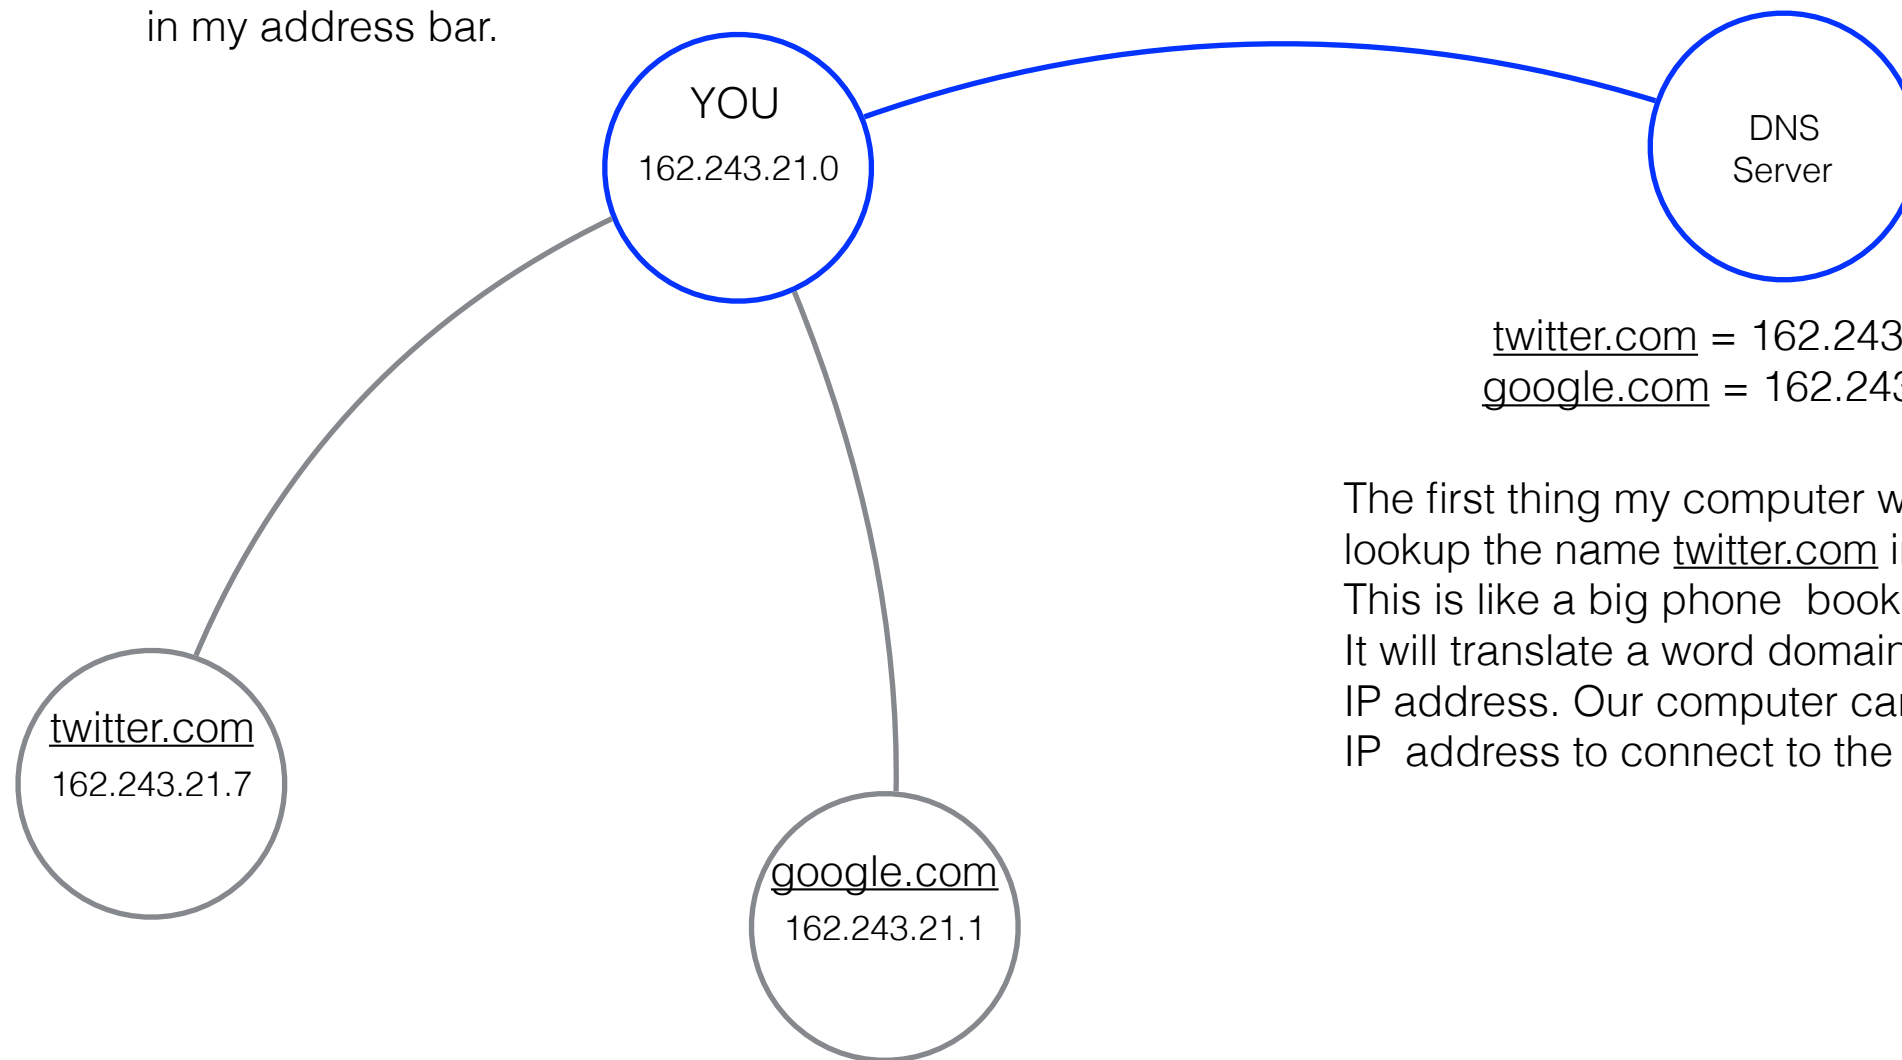 in my address bar.
YOU
162.243.21.0
DNS
Server
twitter.com = 162.243
google.com = 162.243
The first thing my computer w
lookup the name twitter.com i
This is like a big phone  book
It will translate a word domain
IP address. Our computer ca
IP  address to connect to the
twitter.com
162.243.21.7
google.com
162.243.21.1